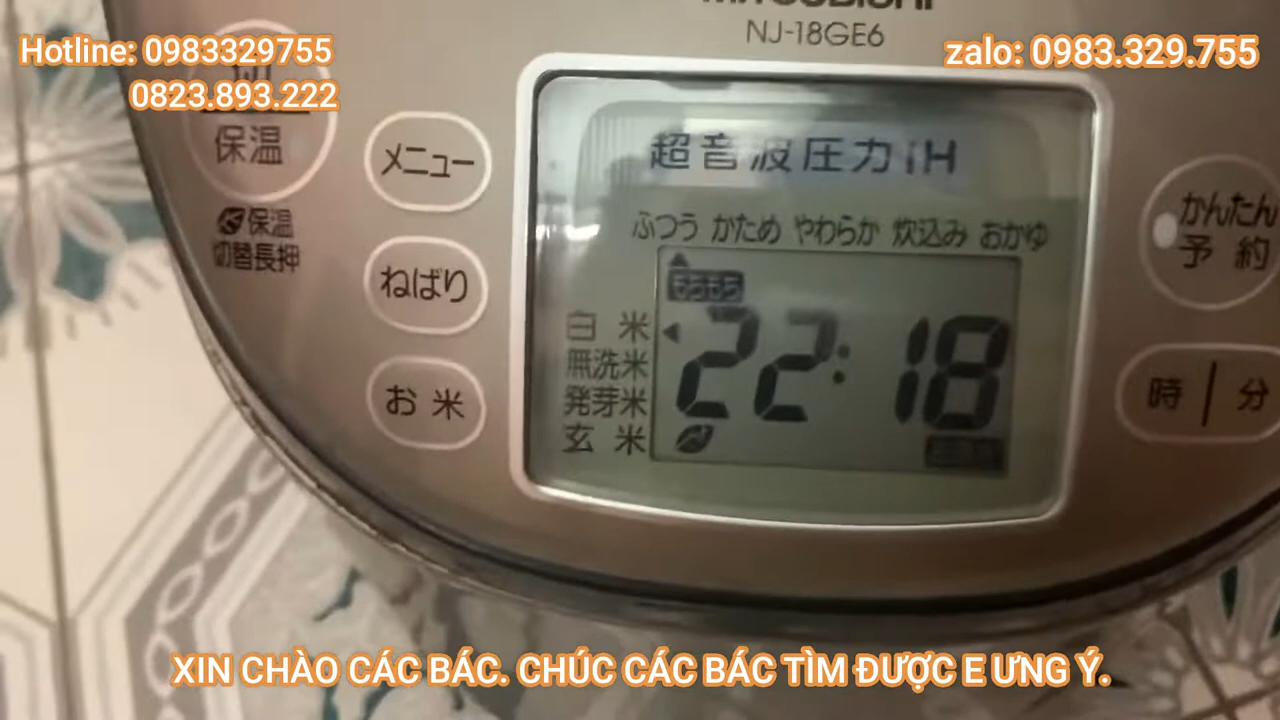 Hotline: 0983329755
0823.893.222
zalo: 0983.329.755
MITSUBISHI
NJ-18GE6
保温
保温
切替長押
メニュー
ねばり
お米
超音波圧力IH
ふつう かため やわらか 炊込み おかゆ
22:18
白米
無洗米
発芽米
玄米
かんたん
予約
時 | 分
XIN CHÀO CÁC BÁC. CHÚC CÁC BÁC TÌM ĐƯỢC E ƯNG Ý.